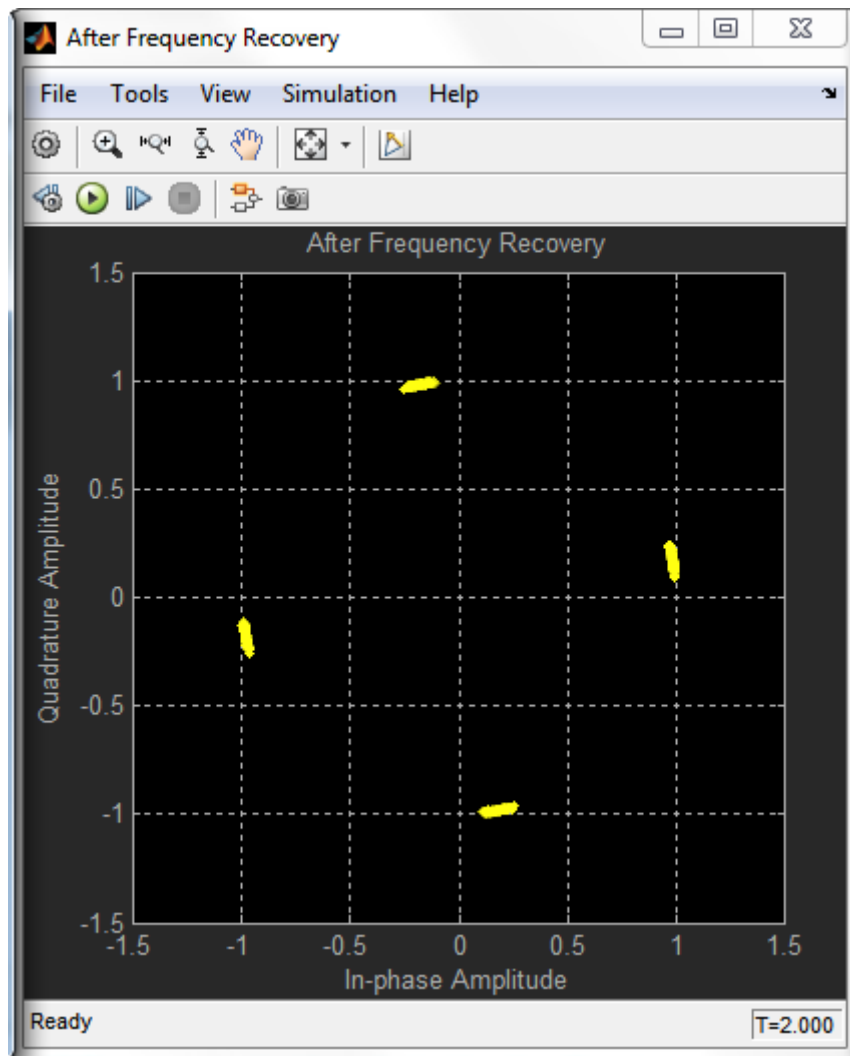 After Frequency Recovery
File Tools View Simulation Help
After Frequency Recovery
1.5
1
0.5
0
-0.5
-1
-1.5
Quadrature Amplitude
-1.5 -1 -0.5 0 0.5 1 1.5
In-phase Amplitude
Ready T=2.000